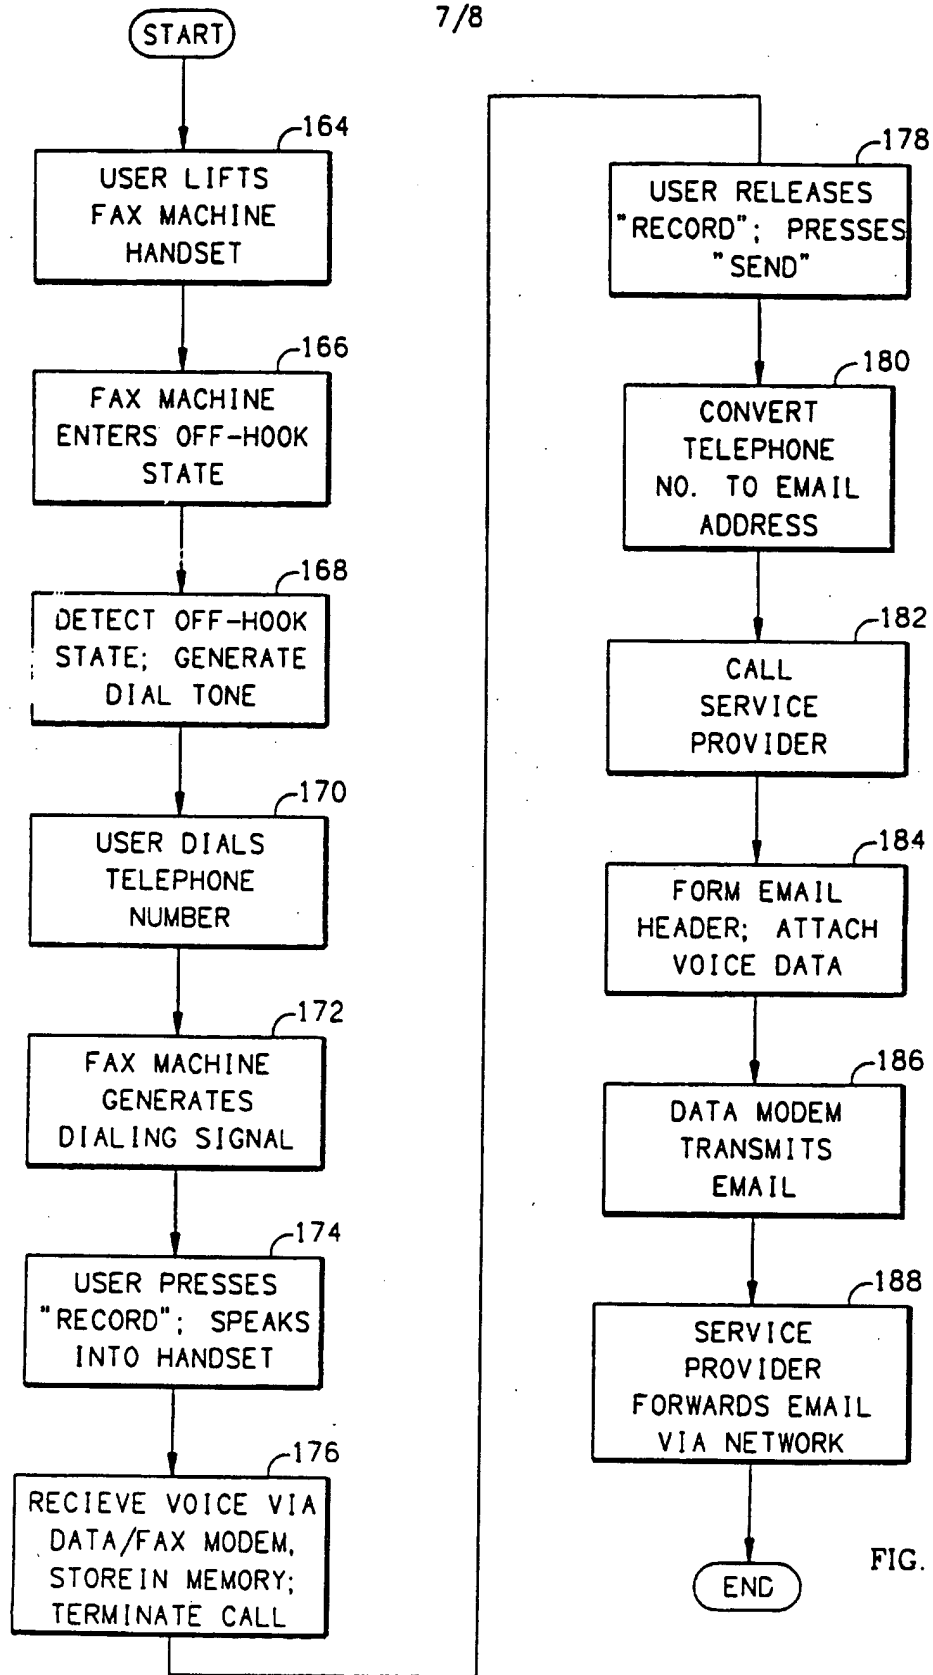 7/8
START
164
USER LIFTS
FAX MACHINE
HANDSET
166
FAX MACHINE
ENTERS OFF-HOOK
STATE
168
DETECT OFF-HOOK
STATE; GENERATE
DIAL TONE
170
USER DIALS
TELEPHONE
NUMBER
172
FAX MACHINE
GENERATES
DIALING SIGNAL
174
USER PRESSES
"RECORD"; SPEAKS
INTO HANDSET
176
RECIEVE VOICE VIA
DATA/FAX MODEM,
STOREIN MEMORY;
TERMINATE CALL
178
USER RELEASES
"RECORD"; PRESSES
"SEND"
180
CONVERT
TELEPHONE
NO. TO EMAIL
ADDRESS
182
CALL
SERVICE
PROVIDER
184
FORM EMAIL
HEADER; ATTACH
VOICE DATA
186
DATA MODEM
TRANSMITS
EMAIL
188
SERVICE
PROVIDER
FORWARDS EMAIL
VIA NETWORK
END
FIG.